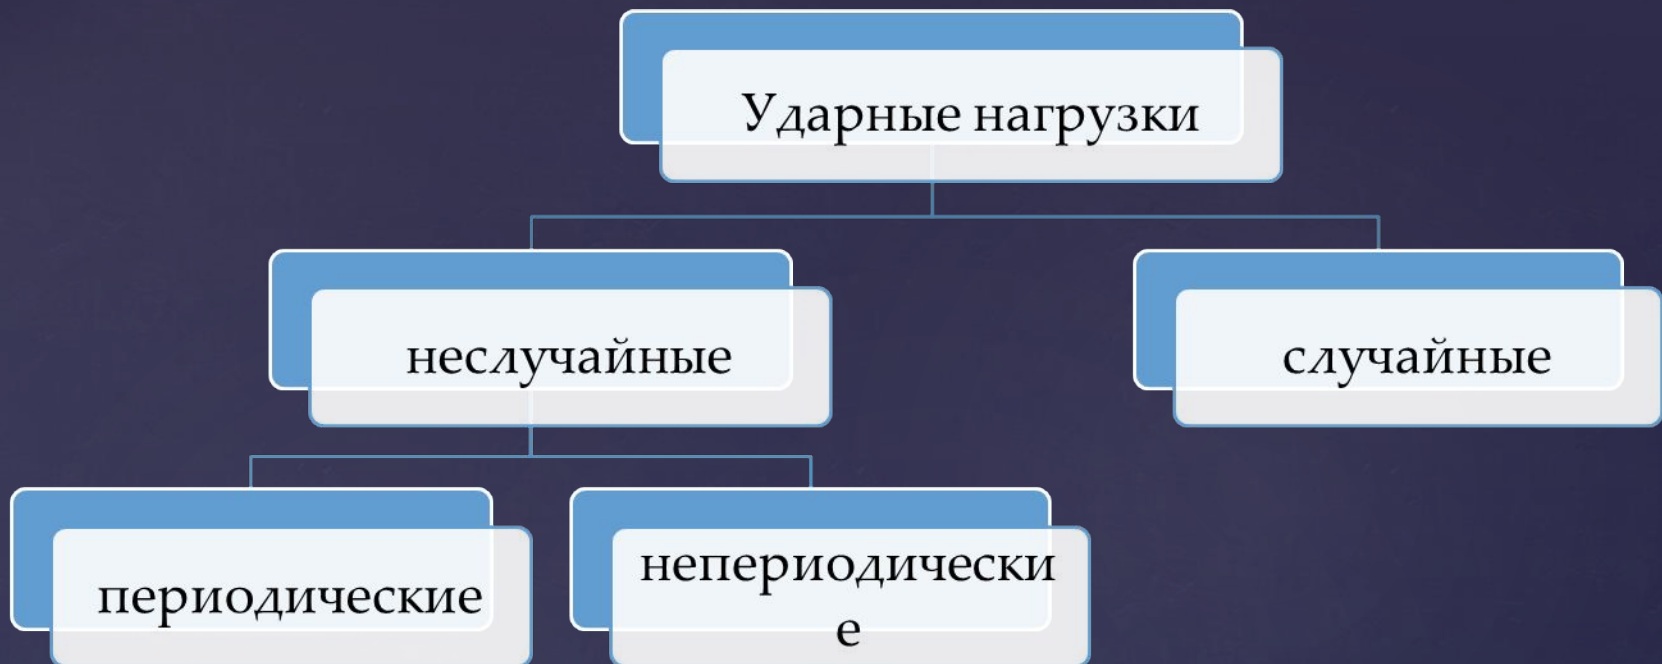 Ударные нагрузки
неслучайные
случайные
периодические
непериодически
е